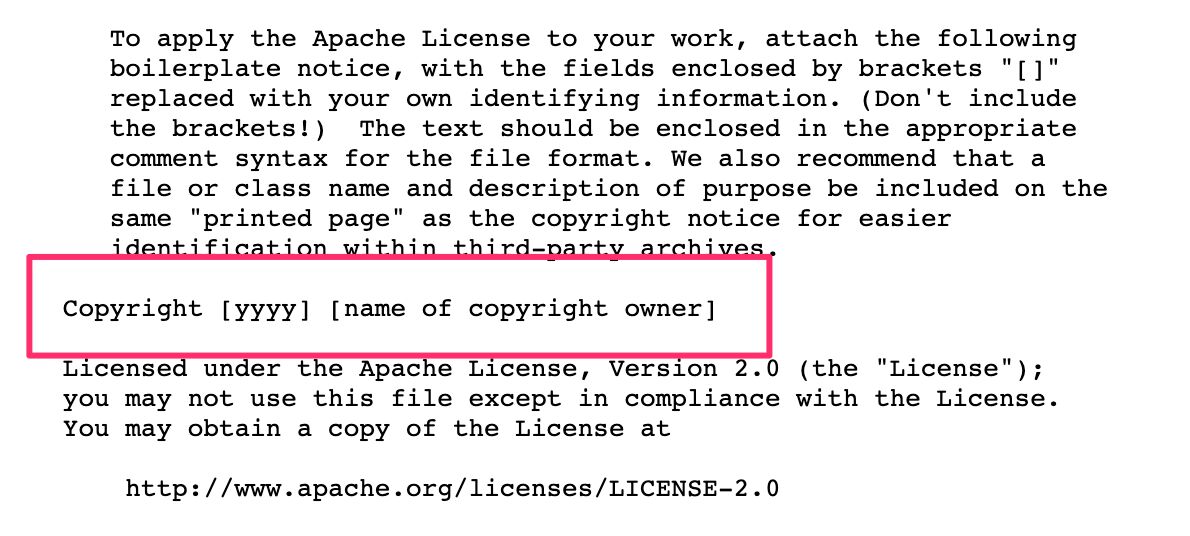 To apply the Apache License to your work, attach the following
boilerplate notice, with the fields enclosed by brackets "[]"
replaced with your own identifying information. (Don't include
the brackets!)  The text should be enclosed in the appropriate
comment syntax for the file format. We also recommend that a
file or class name and description of purpose be included on the
same "printed page" as the copyright notice for easier
identification within third-party archives.
Copyright [yyyy] [name of copyright owner]
Licensed under the Apache License, Version 2.0 (the "License");
you may not use this file except in compliance with the License.
You may obtain a copy of the License at
http://www.apache.org/licenses/LICENSE-2.0